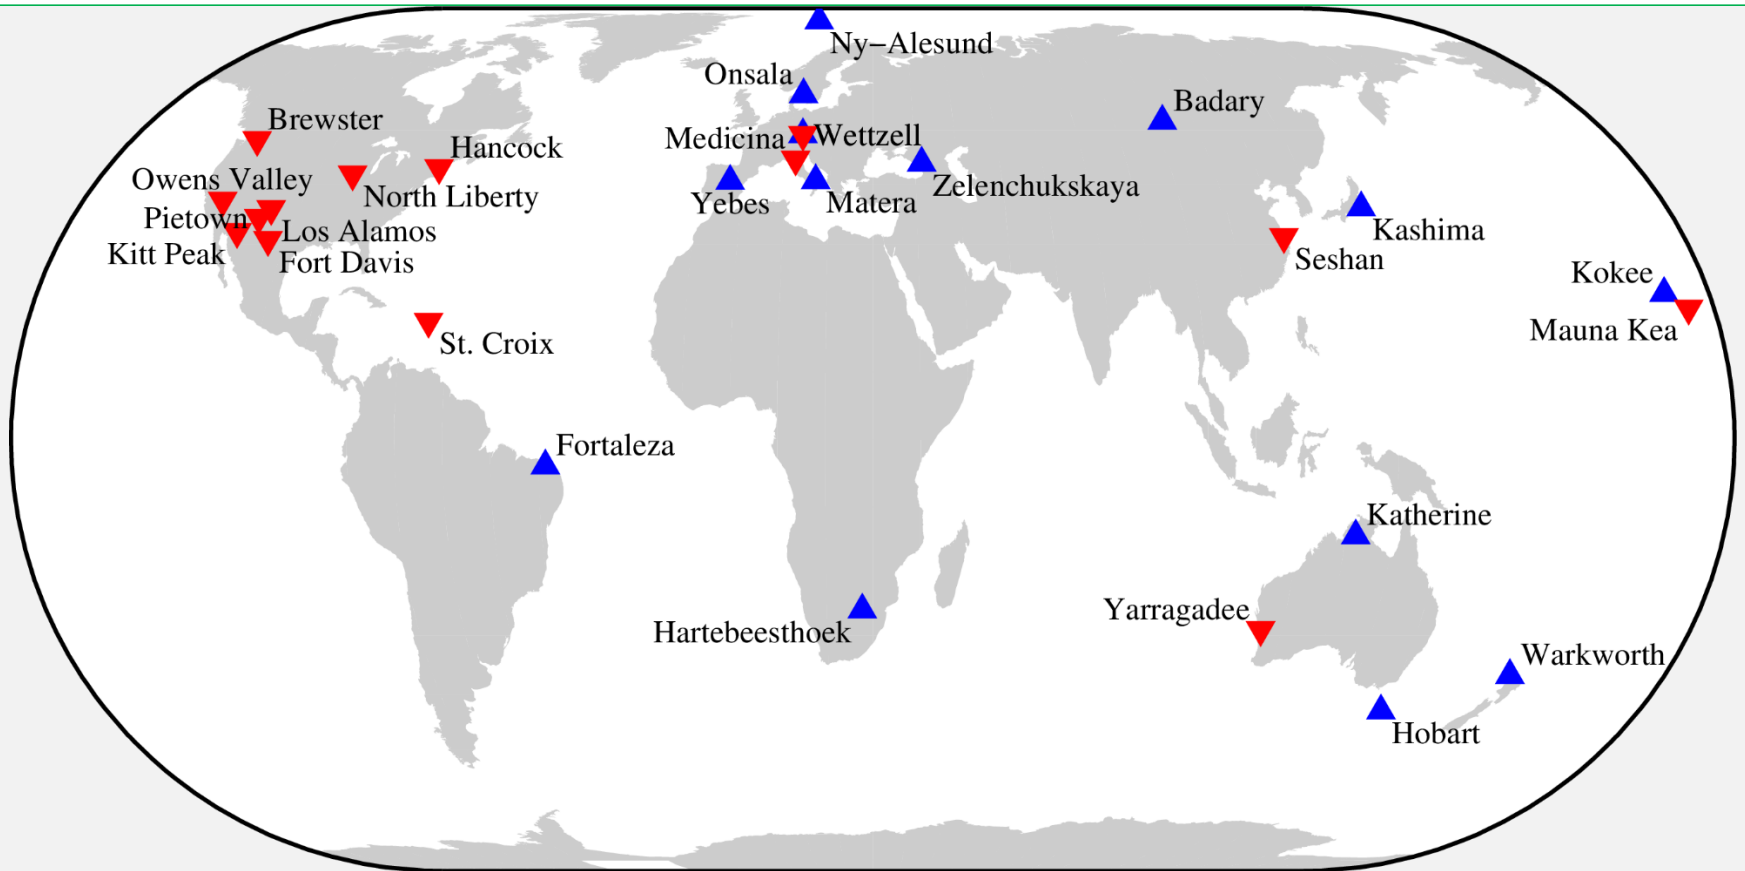 Ny−Alesund
Onsala
Badary
Brewster
Medicina
Wettzell
Hancock
Owens Valley
North Liberty
Zelenchukskaya
Yebes
Matera
Pietown
Los Alamos
Kashima
Kitt Peak
Fort Davis
Seshan
Kokee
Mauna Kea
St. Croix
Fortaleza
Katherine
Yarragadee
Hartebeesthoek
Warkworth
Hobart